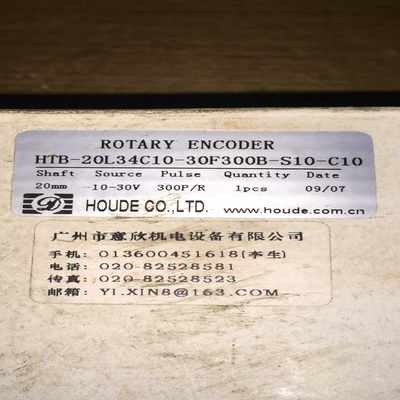 ROTARY ENCODER
HTB-20L34C10-30F300B-S10-C10
Shaft Source Pulse Quantity Date
20mm 10-30V 300P/R 1pcs 09/07
HOUDE CO.,LTD. www.houde.com.cn
广州市意欣机电设备有限公司
手机: 013600451618(李生)
电话: 020-82528581
传真: 020-82528523
邮箱: YI.XIN8@163.COM